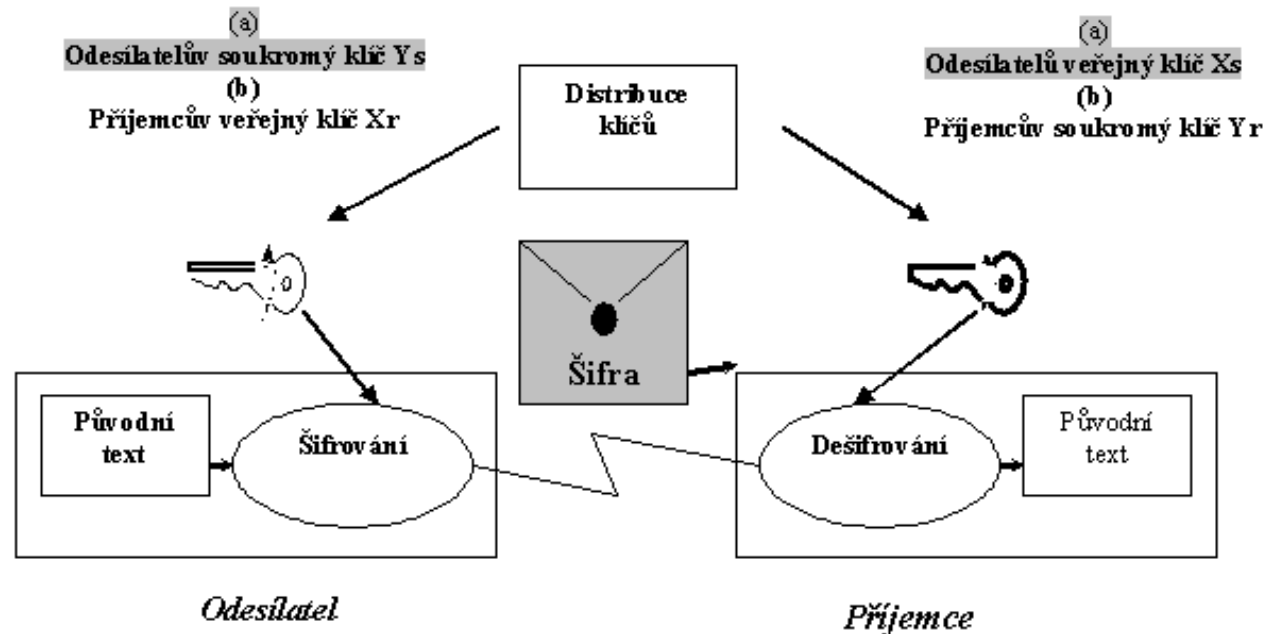 (a)
Odesílatelův soukromý klíč Ys
(b)
Příjemcův veřejný klíč Xr
Distribuce
klíčů
(a)
Odesílatelů veřejný klíč Xs
(b)
Příjemcův soukromý klíč Yr
Šifra
Původní
text
Šifrování
Dešifrování
Původní
text
Odesílatel
Příjemce